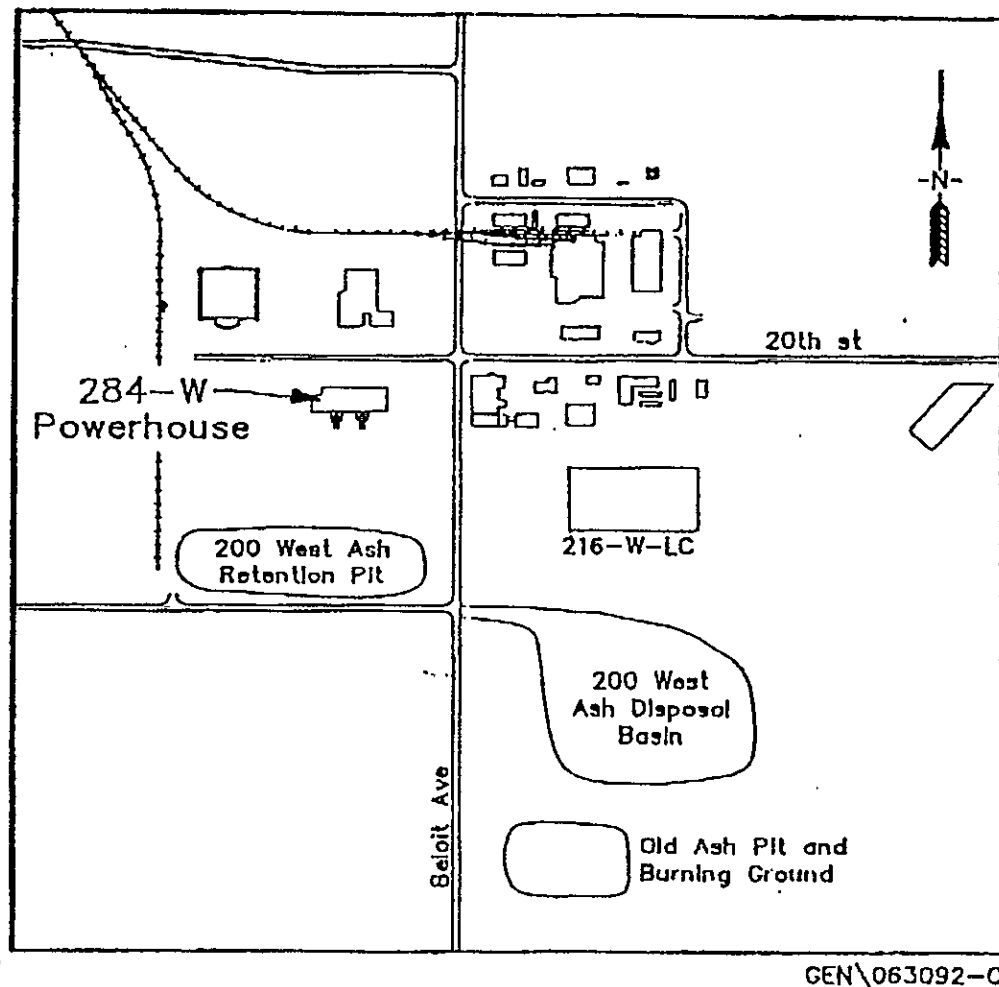 -N-
20th st
284-W
Powerhouse
216-W-LC
200 West Ash
Retention Pit
200 West
Ash Disposal
Basin
Beloit Ave
Old Ash Pit and
Burning Ground
GEN\063092-C